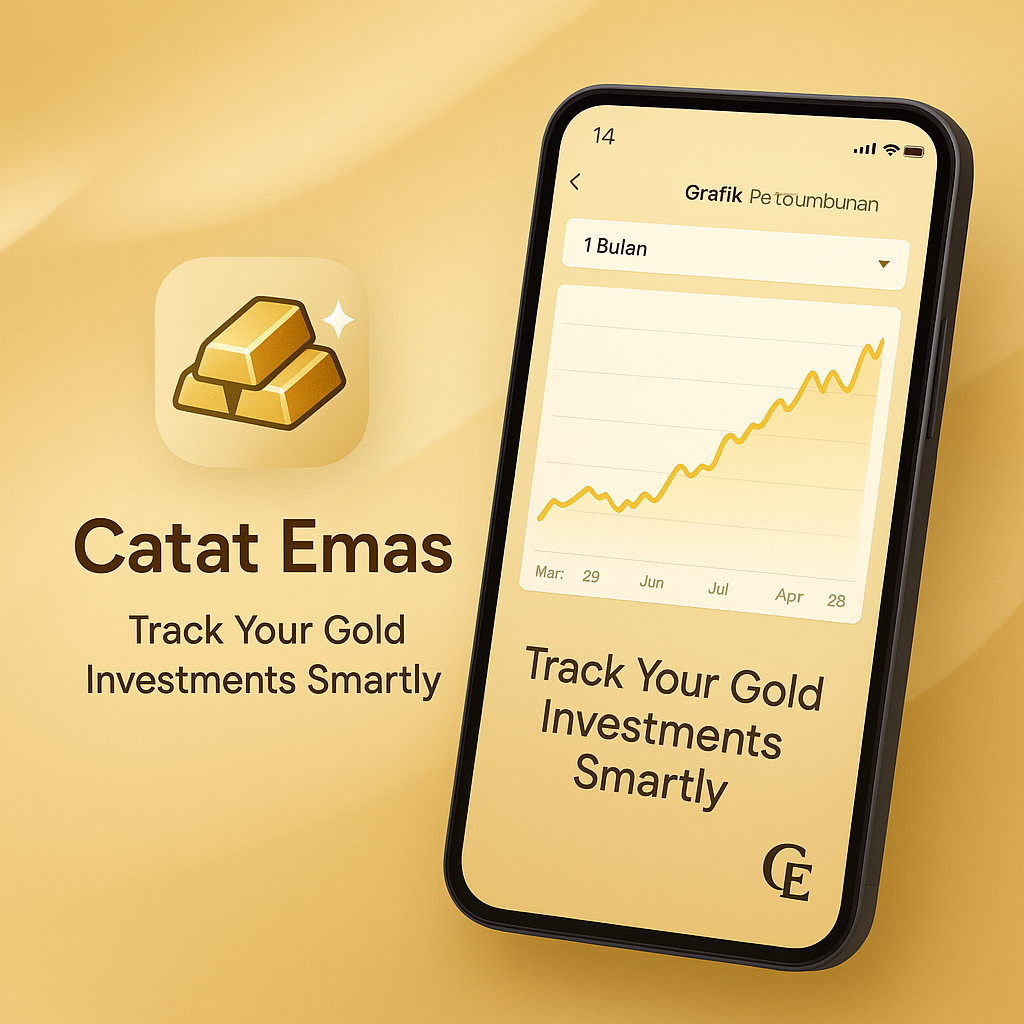 Catat Emas
Track Your Gold
Investments Smartly
14
Grafik
1 Bulan
Mar: 29 Jun Jul Apr 28
Track Your Gold
Investments
Smartly
CE